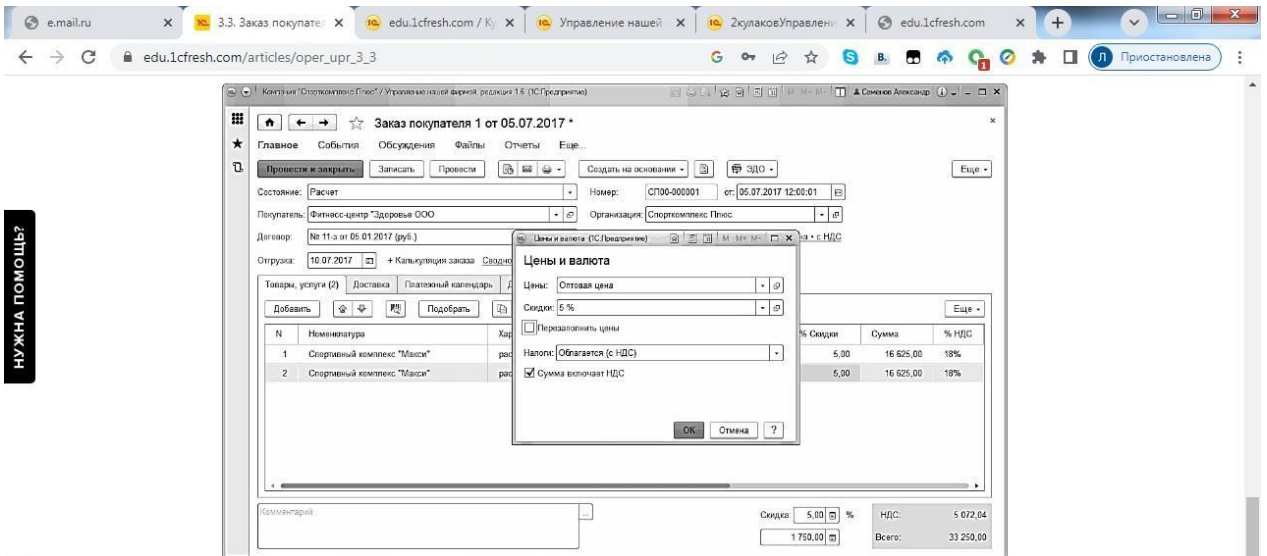 e.mail.ru
3.3. Заказ покупател
edu.1cfresh.com / Ку
Управление нашей
2кулаковУправлени
edu.1cfresh.com
edu.1cfresh.com/articles/oper_upr_3_3
Л Приостановлена
НУЖНА ПОМОЩЬ?
Компания "Спорткомплекс Плюс" / Управление нашей фирмой, редакция 1.6 (1С:Предприятие)
M M+ M-
Семенов Александр
Заказ покупателя 1 от 05.07.2017 *
Главное События Обсуждения Файлы Отчеты Еще...
Провести и закрыть Записать Провести Создать на основании ЭДО Еще
Состояние: Расчет Номер: СП00-000001 от: 05.07.2017 12:00:01
Покупатель: Фитнесс-центр "Здоровье ООО Организация: Спорткомплекс Плюс
Договор: № 11-э от 05.01.2017 (руб.) • с НДС
Отгрузка: 10.07.2017 + Калькуляция заказа Сводно
Товары, услуги (2) Доставка Платежный календарь
Добавить Подобрать Еще
N Номенклатура Хар % Скидки Сумма % НДС
1 Спортивный комплекс "Макси" рас 5,00 16 625,00 18%
2 Спортивный комплекс "Макси" рас 5,00 16 625,00 18%
Цены и валюта (1С:Предприятие) M M+ M-
Цены и валюта
Цены: Оптовая цена
Скидки: 5 %
Перезаполнить цены
Налоги: Облагается (с НДС)
Сумма включает НДС
ОК Отмена ?
Комментарий
Скидка: 5,00 % НДС: 5 072,04
1 750,00 Всего: 33 250,00